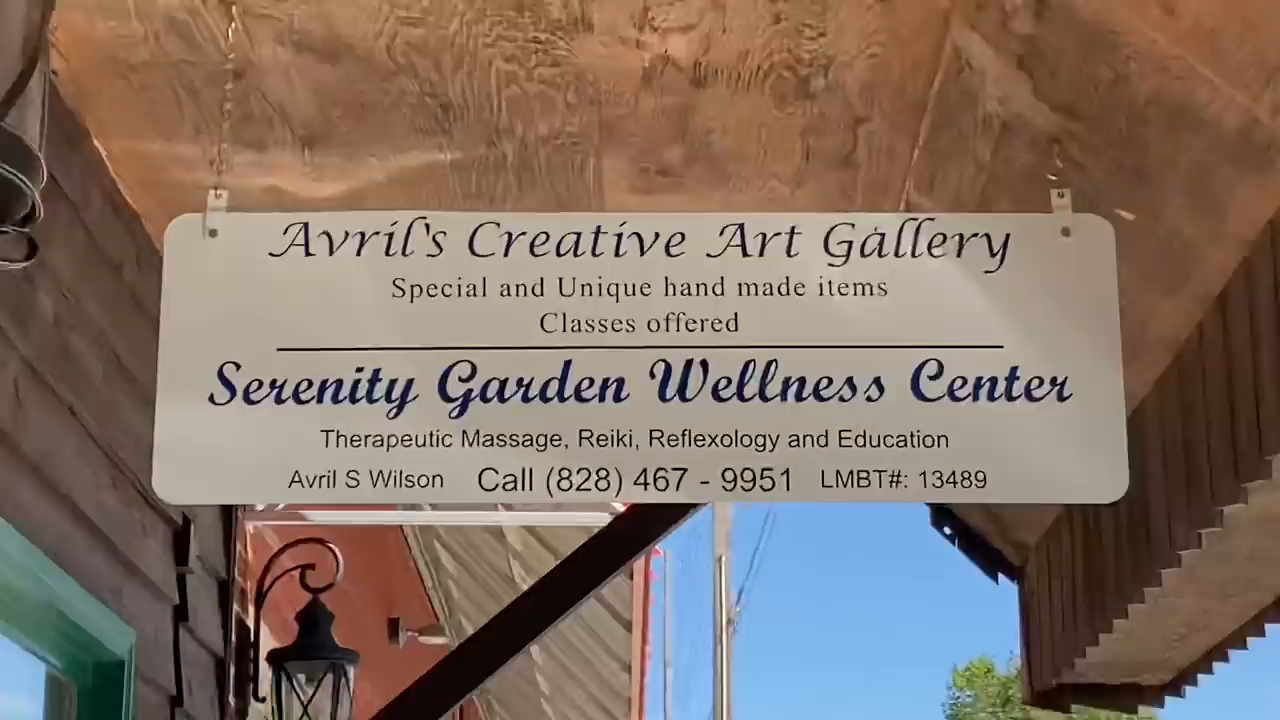 Avril's Creative Art Gallery
Special and Unique hand made items
Classes offered
Serenity Garden Wellness Center
Therapeutic Massage, Reiki, Reflexology and Education
Avril S Wilson Call (828) 467 - 9951 LMBT#: 13489